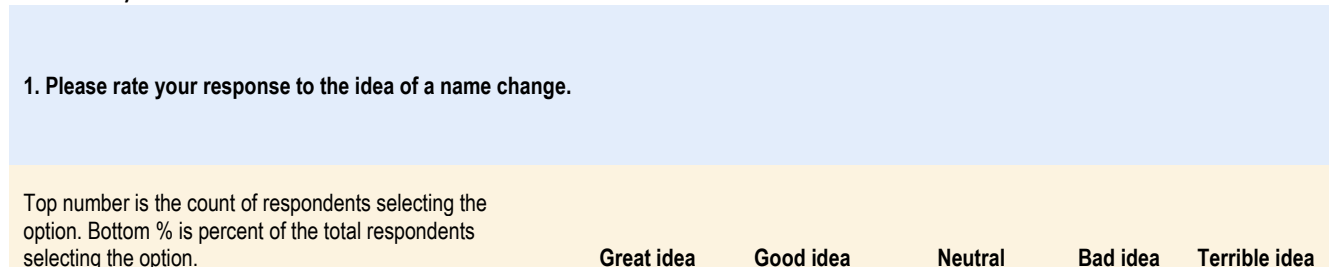 1. Please rate your response to the idea of a name change.
Top number is the count of respondents selecting the
option. Bottom % is percent of the total respondents
selecting the option. Great idea Good idea Neutral Bad idea Terrible idea